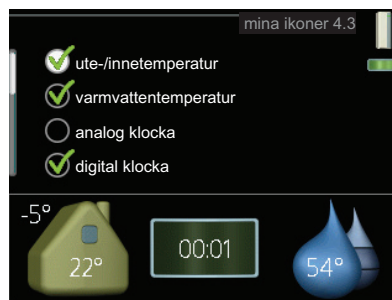 mina ikoner 4.3
ute-/innetemperatur
varmvattentemperatur
analog klocka
digital klocka
-5°
22°
00:01
54°